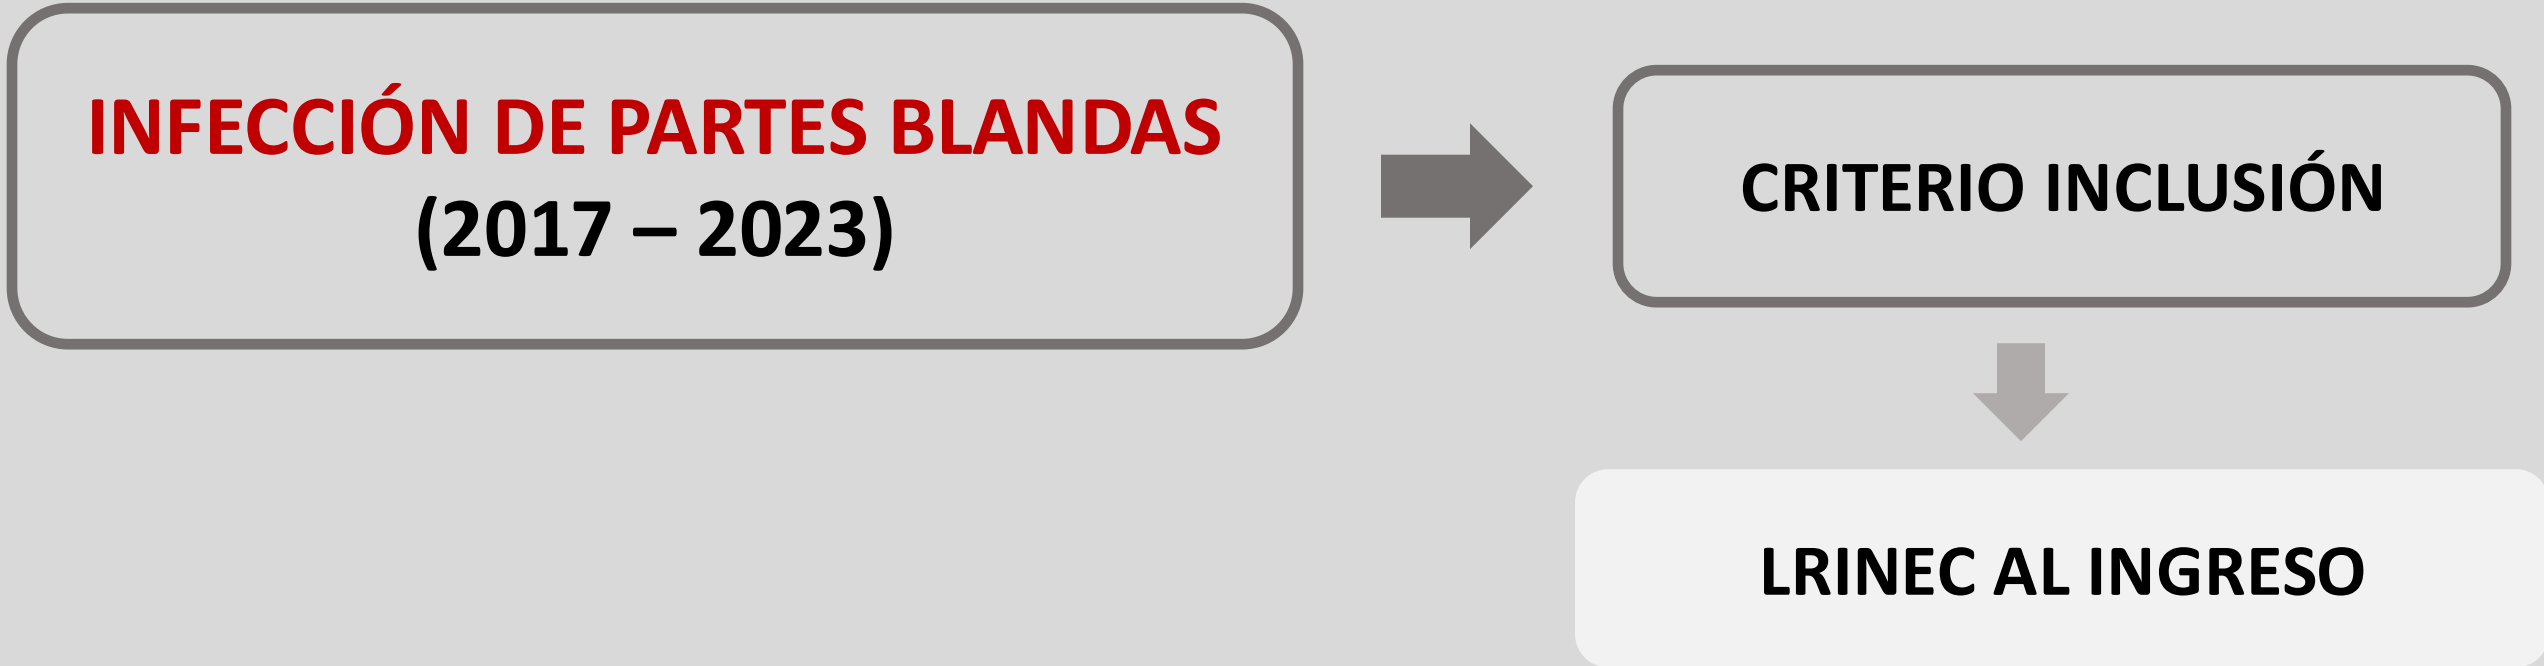 INFECCIÓN DE PARTES BLANDAS
(2017 – 2023)
CRITERIO INCLUSIÓN
LRINEC AL INGRESO